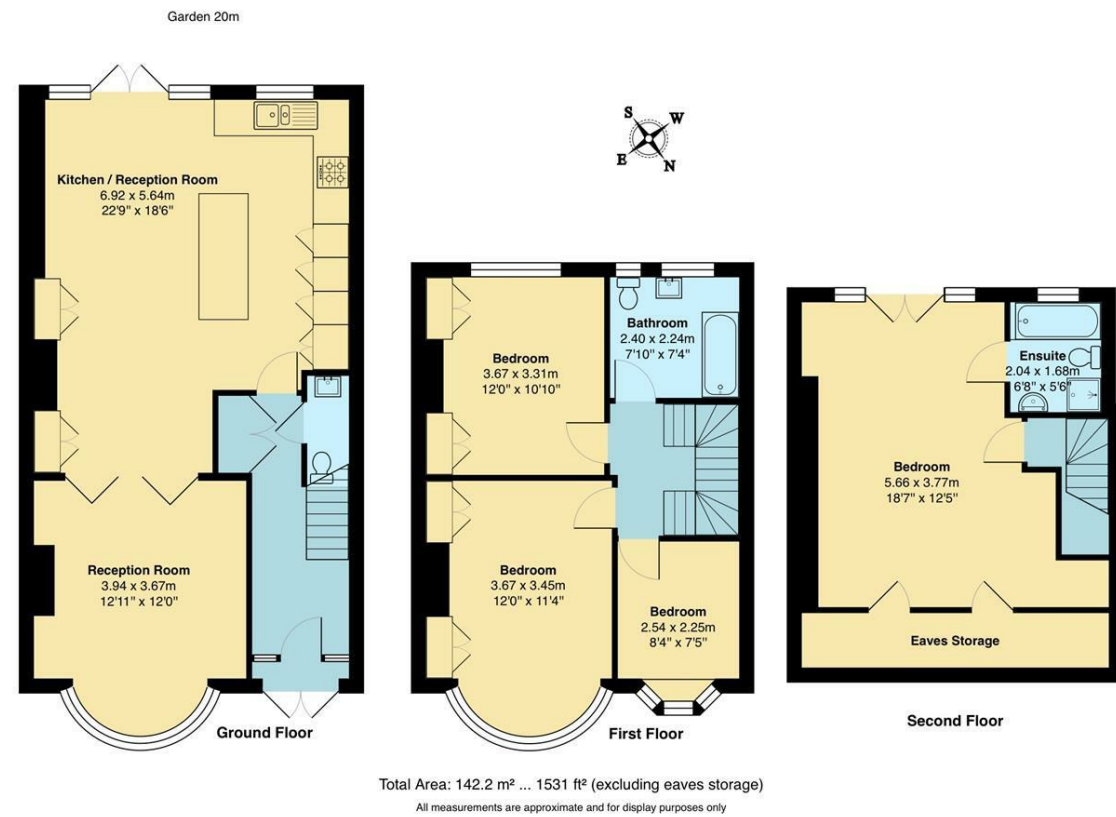 Garden 20m
Kitchen / Reception Room
6.92 x 5.64m
22'9" x 18'6"
Reception Room
3.94 x 3.67m
12'11" x 12'0"
Ground Floor
S
W
E
N
Bedroom
3.67 x 3.31m
12'0" x 10'10"
Bathroom
2.40 x 2.24m
7'10" x 7'4"
Bedroom
3.67 x 3.45m
12'0" x 11'4"
Bedroom
2.54 x 2.25m
8'4" x 7'5"
First Floor
Ensuite
2.04 x 1.68m
6'8" x 5'6"
Bedroom
5.66 x 3.77m
18'7" x 12'5"
Eaves Storage
Second Floor
Total Area: 142.2 m² ... 1531 ft² (excluding eaves storage)
All measurements are approximate and for display purposes only